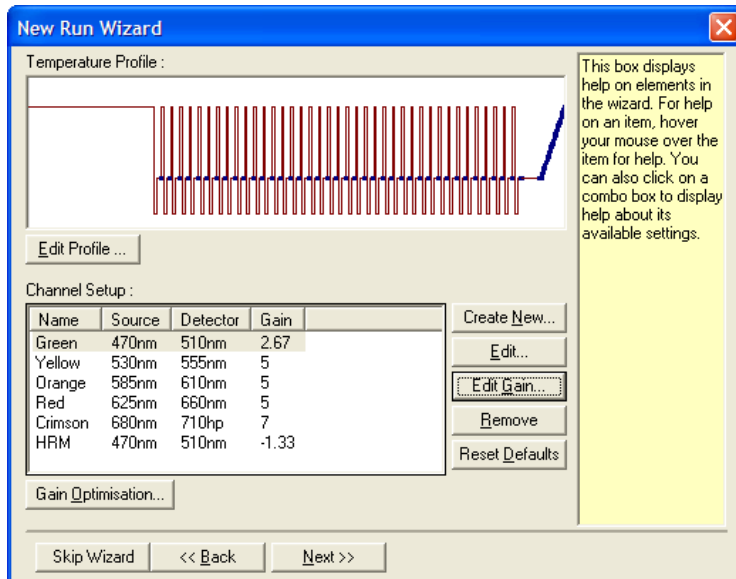 New Run Wizard
Temperature Profile :
This box displays
help on elements in
the wizard. For help
on an item, hover
your mouse over the
item for help. You
can also click on a
combo box to display
help about its
available settings.
Edit Profile ...
Channel Setup :
Name Source Detector Gain
Green 470nm 510nm 2.67
Yellow 530nm 555nm 5
Orange 585nm 610nm 5
Red 625nm 660nm 5
Crimson 680nm 710hp 7
HRM 470nm 510nm -1.33
Create New...
Edit...
Edit Gain...
Remove
Reset Defaults
Gain Optimisation...
Skip Wizard << Back Next >>